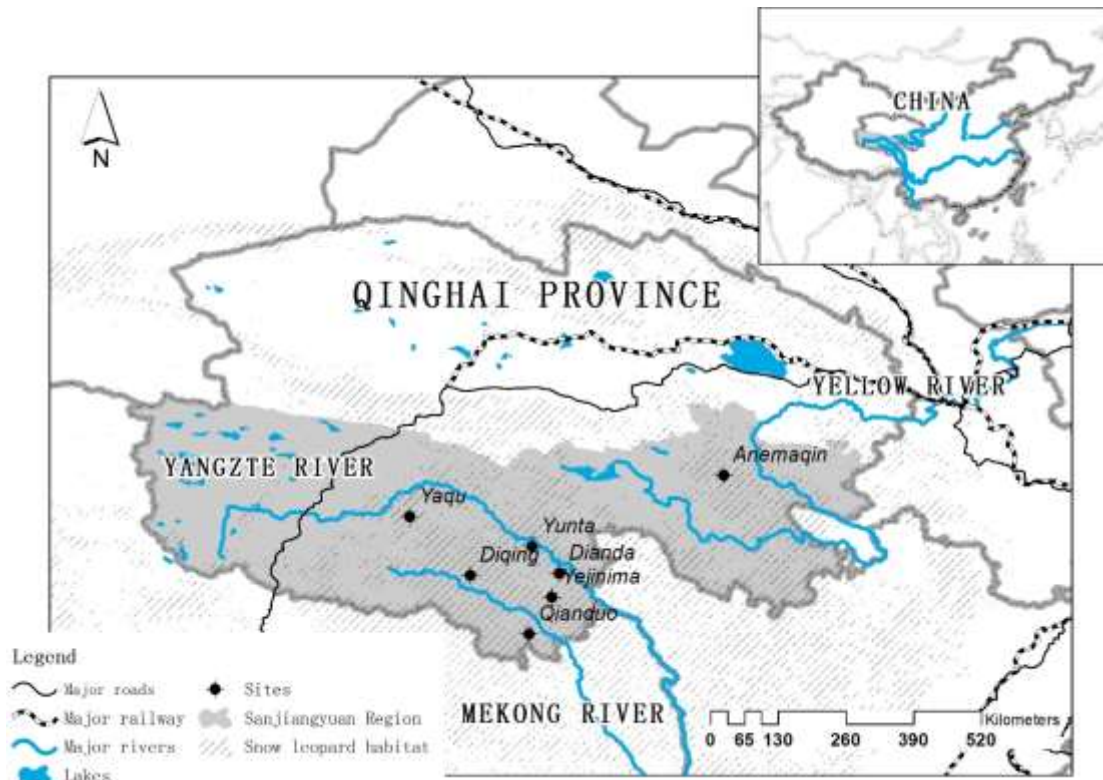 CHINA
N
QINGHAI PROVINCE
YELLOW RIVER
Anemaqin
YANGZTE RIVER
Yaqu
Yunta
Diqing
Dianda
Yejinima
Qianduo
Legend
Major roads
Sites
Major railway
Sanjiangyuan Region
Major rivers
Snow leopard habitat
Lakes
MEKONG RIVER
Kilometers
0 65 130 260 390 520